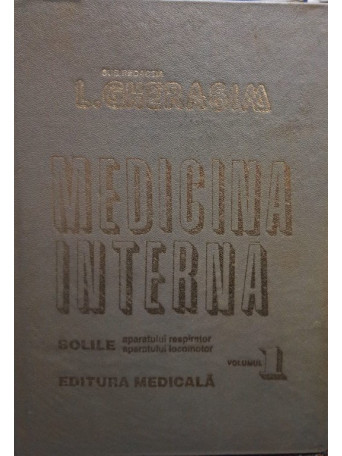 SUB REDACȚIA
L. GHERASIM
MEDICINA
INTERNA
BOLILE aparatului respirator
aparatului locomotor
VOLUMUL 1
EDITURA MEDICALĂ